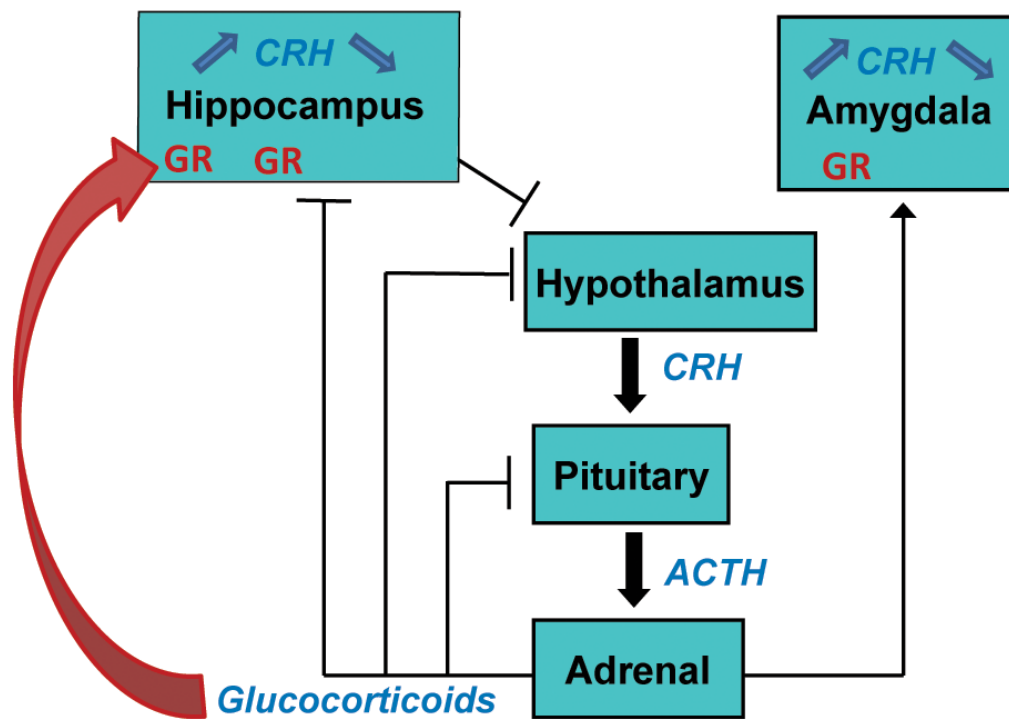 CRH
Hippocampus
GR GR
CRH
Amygdala
GR
Hypothalamus
CRH
Pituitary
ACTH
Adrenal
Glucocorticoids